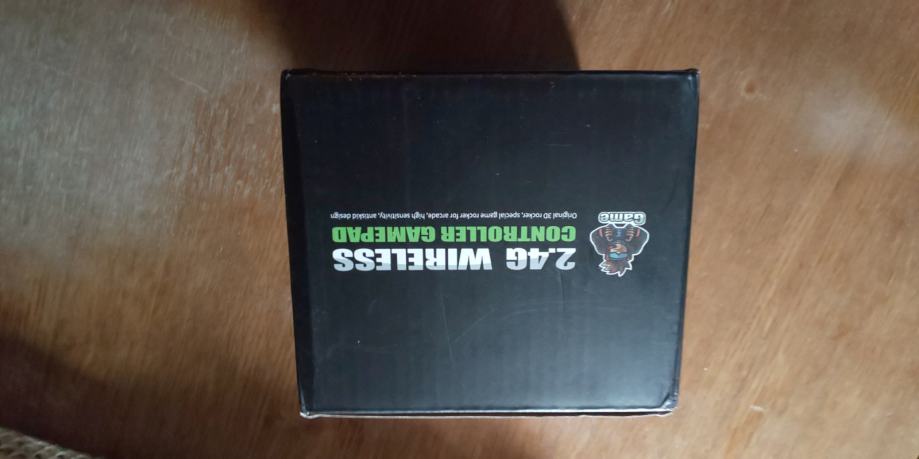 Game
2.4G WIRELESS
CONTROLLER GAMEPAD
Original 3D rocker, special game rocker for arcade, high sensitivity, antiskid design